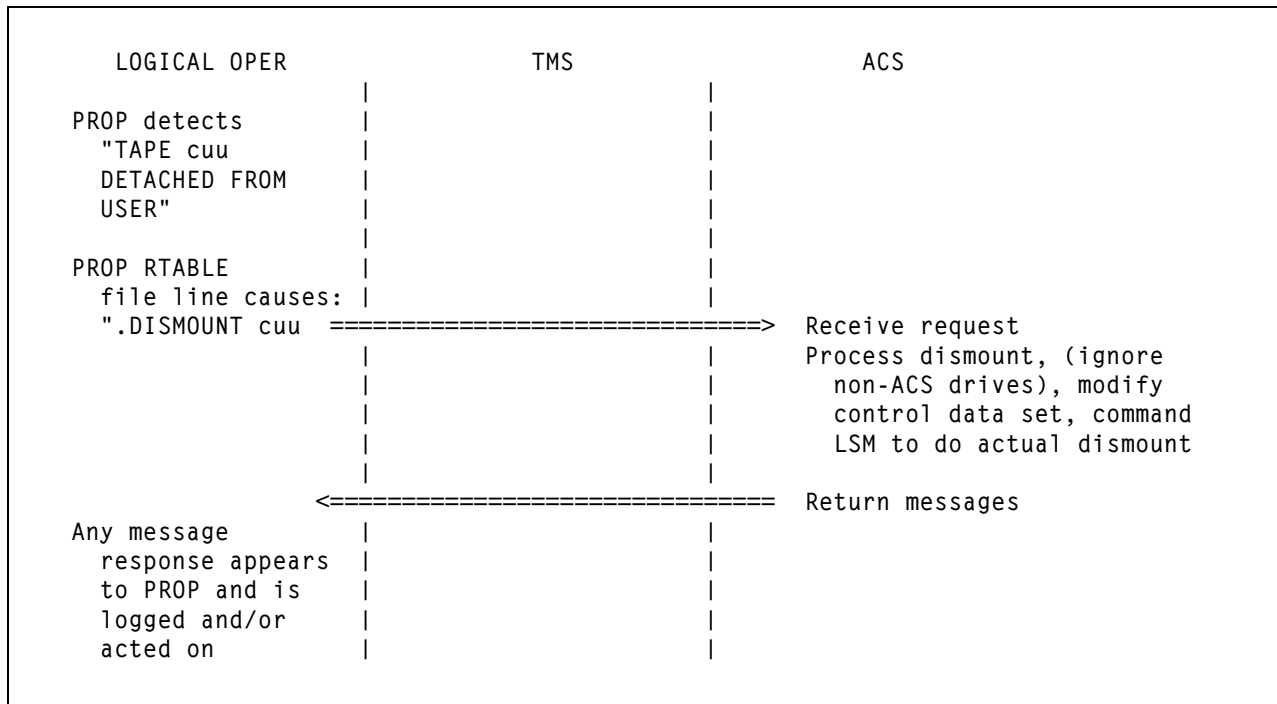 LOGICAL OPER TMS ACS
PROP detects
"TAPE cuu
DETACHED FROM
USER"
PROP RTABLE
file line causes:
".DISMOUNT cuu ==============================> Receive request
Process dismount, (ignore
non-ACS drives), modify
control data set, command
LSM to do actual dismount
<=============================== Return messages
Any message
response appears
to PROP and is
logged and/or
acted on